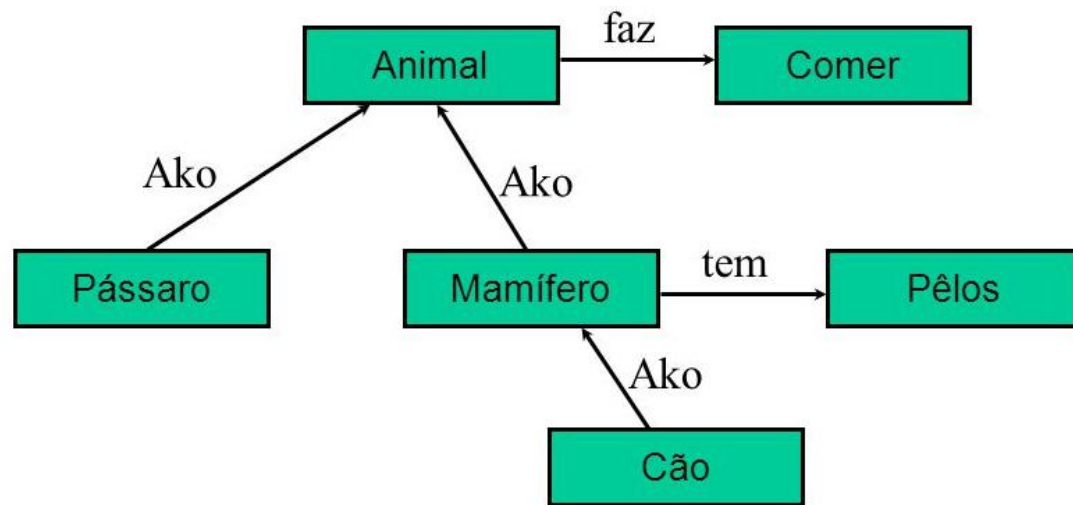 faz
Animal
Comer
Ako
Ako
Pássaro
Mamífero
tem
Pêlos
Ako
Cão